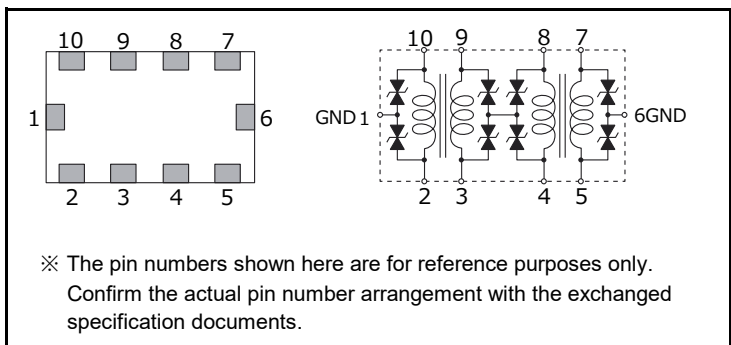 10 9 8 7
1 6
2 3 4 5
10 9 8 7
GND 1 6GND
2 3 4 5
※ The pin numbers shown here are for reference purposes only.
Confirm the actual pin number arrangement with the exchanged
specification documents.